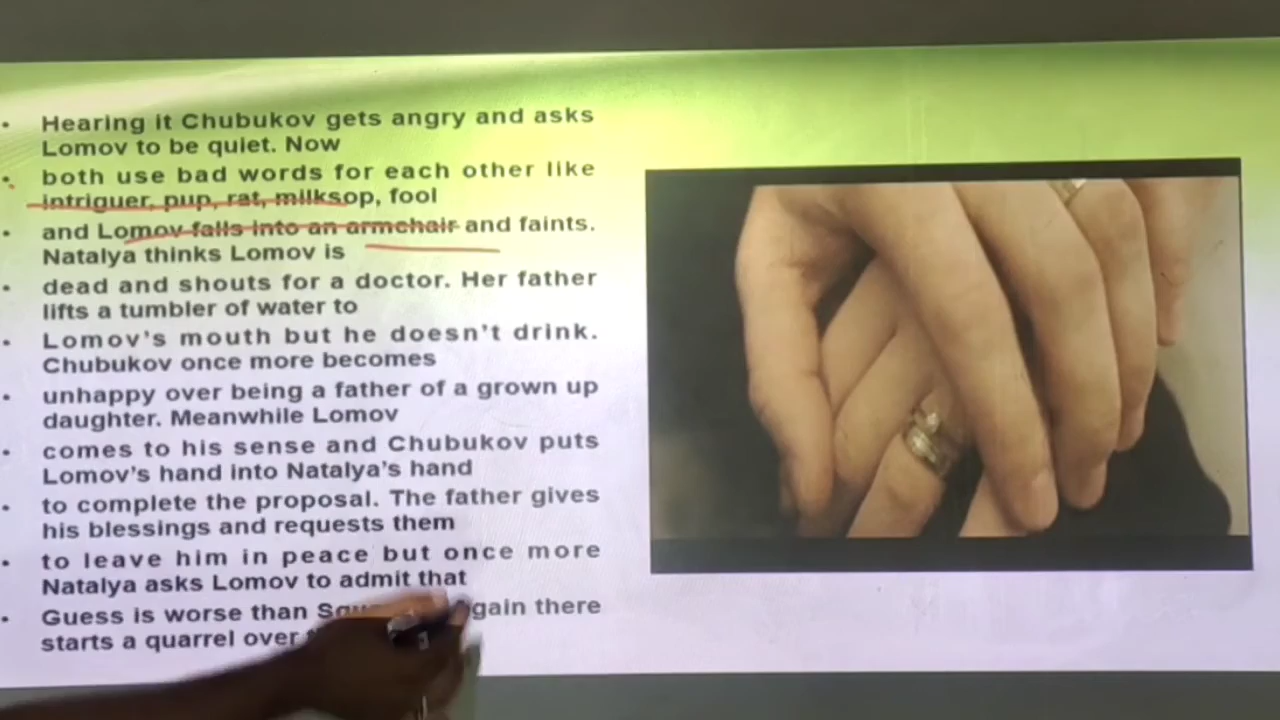 • Hearing it Chubukov gets angry and asks
Lomov to be quiet. Now
• both use bad words for each other like
intriguer, pup, rat, milksop, fool
• and Lomov falls into an armchair and faints.
Natalya thinks Lomov is
• dead and shouts for a doctor. Her father
lifts a tumbler of water to
• Lomov's mouth but he doesn't drink.
Chubukov once more becomes
• unhappy over being a father of a grown up
daughter. Meanwhile Lomov
• comes to his sense and Chubukov puts
Lomov's hand into Natalya's hand
• to complete the proposal. The father gives
his blessings and requests them
• to leave him in peace but once more
Natalya asks Lomov to admit that
• Guess is worse than there
starts a quarrel over